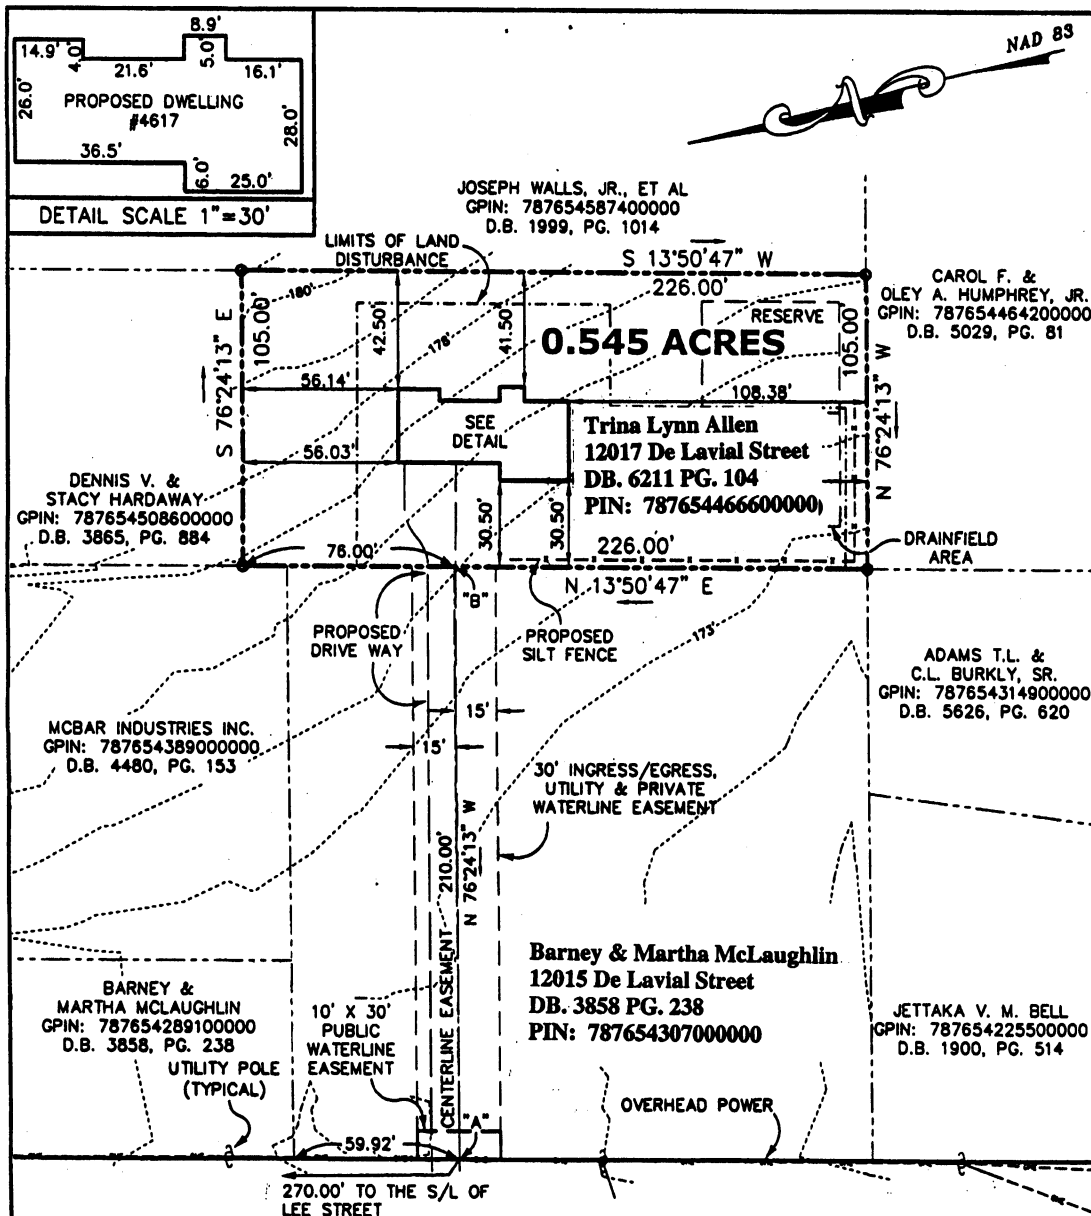 8.9'
14.9'
4.0'
5.0'
21.6'
16.1'
26.0'
PROPOSED DWELLING
#4617
28.0'
36.5'
6.0'
25.0'
DETAIL SCALE 1"=30'
NAD 83
N
JOSEPH WALLS, JR., ET AL
GPIN: 787654587400000
D.B. 1999, PG. 1014
LIMITS OF LAND
DISTURBANCE
S 13°50'47" W
226.00'
CAROL F. &
OLEY A. HUMPHREY, JR.
GPIN: 787654464200000
D.B. 5029, PG. 81
180'
RESERVE
S 76°24'13" E
105.00'
42.50'
176'
41.50'
0.545 ACRES
105.00
N 76°24'13" W
56.14'
108.38'
SEE
DETAIL
Trina Lynn Allen
12017 De Lavial Street
DB. 6211 PG. 104
PIN: 787654466600000
56.03'
DENNIS V. &
STACY HARDAWAY
GPIN: 787654508600000
D.B. 3865, PG. 884
30.50'
30.50'
DRAINFIELD
AREA
76.00'
226.00'
"B"
N 13°50'47" E
PROPOSED
DRIVE WAY
PROPOSED
SILT FENCE
173'
ADAMS T.L. &
C.L. BURKLY, SR.
GPIN: 787654314900000
D.B. 5626, PG. 620
15'
MCBAR INDUSTRIES INC.
GPIN: 787654389000000
D.B. 4480, PG. 153
15'
30' INGRESS/EGRESS,
UTILITY & PRIVATE
WATERLINE EASEMENT
CENTERLINE EASEMENT 210.00'
N 76°24'13" W
Barney & Martha McLaughlin
12015 De Lavial Street
DB. 3858 PG. 238
PIN: 787654307000000
BARNEY &
MARTHA MCLAUGHLIN
GPIN: 787654289100000
D.B. 3858, PG. 238
10' X 30'
PUBLIC
WATERLINE
EASEMENT
JETTAKA V. M. BELL
GPIN: 787654225500000
D.B. 1900, PG. 514
UTILITY POLE
(TYPICAL)
"A"
OVERHEAD POWER
59.92'
270.00' TO THE S/L OF
LEE STREET